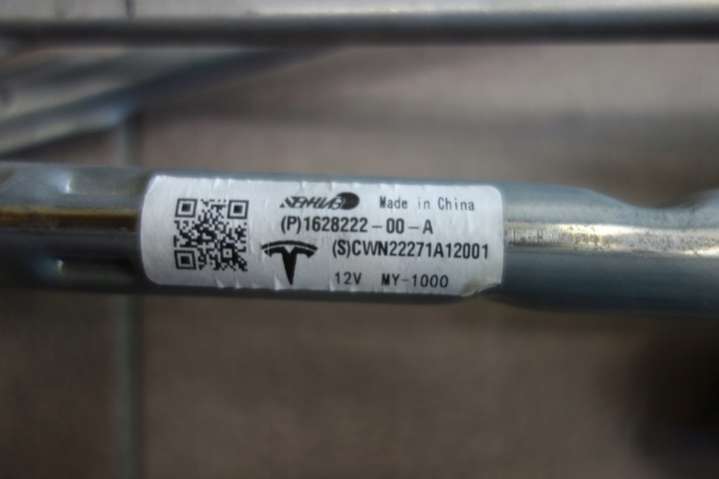 Made in China
(P)1628222-00-A
(S)CWN22271A12001
12V MY-1000